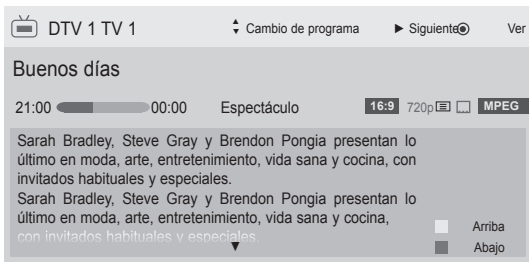 DTV 1 TV 1 Cambio de programa Siguiente Ver
Buenos días
21:00 00:00 Espectáculo 16:9 720p MPEG
Sarah Bradley, Steve Gray y Brendon Pongia presentan lo
último en moda, arte, entretenimiento, vida sana y cocina, con
invitados habituales y especiales.
Sarah Bradley, Steve Gray y Brendon Pongia presentan lo
último en moda, arte, entretenimiento, vida sana y cocina,
con invitados habituales y especiales.
Arriba
Abajo